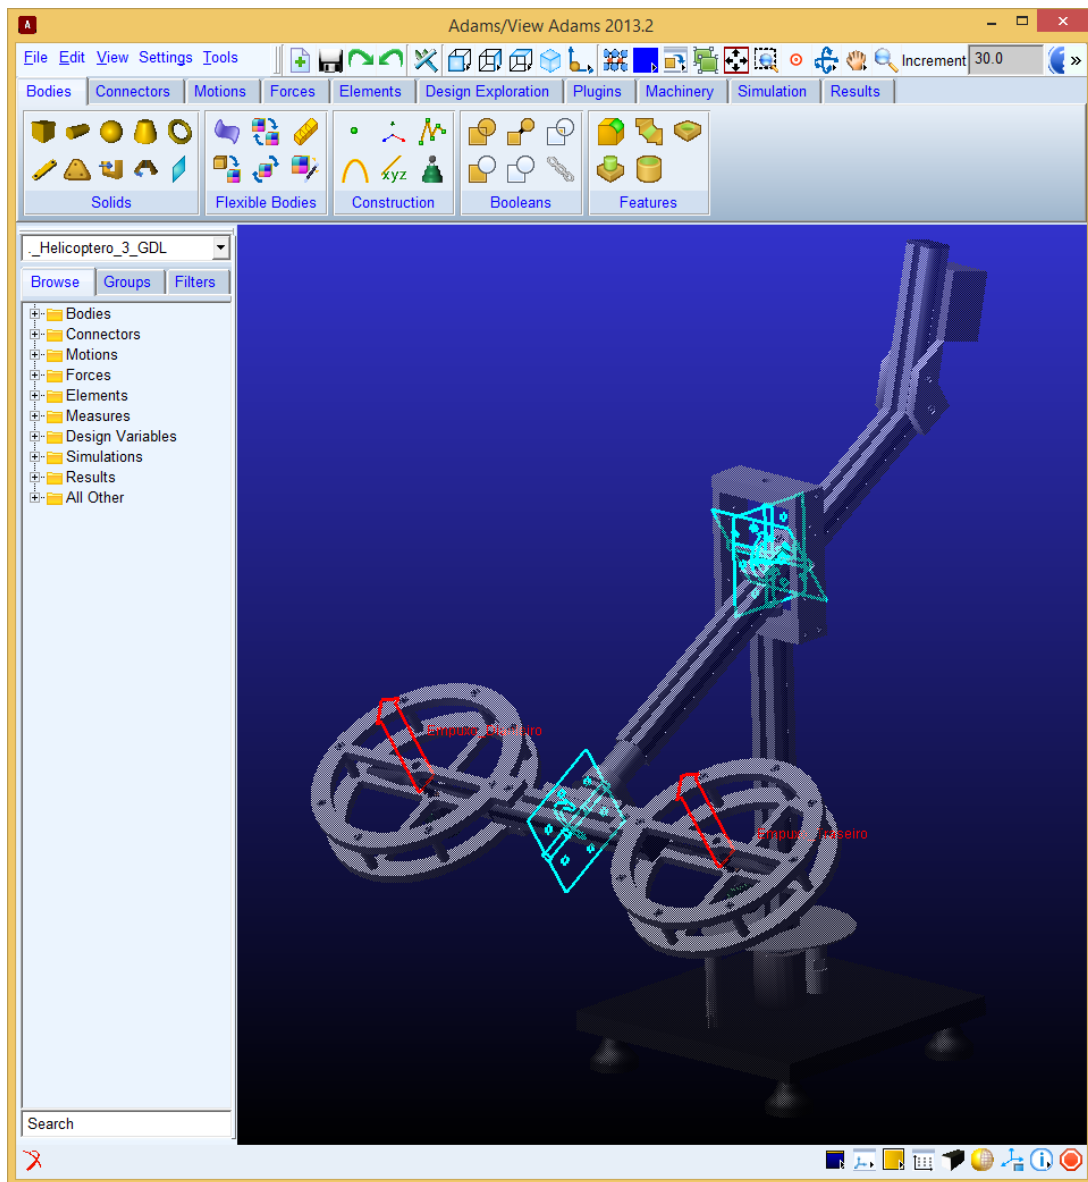 Adams/View Adams 2013.2
File Edit View Settings Tools
Increment 30.0
Bodies Connectors Motions Forces Elements Design Exploration Plugins Machinery Simulation Results
xyz
Solids Flexible Bodies Construction Booleans Features
._Helicoptero_3_GDL
Browse Groups Filters
Bodies
Connectors
Motions
Forces
Elements
Measures
Design Variables
Simulations
Results
All Other
Search